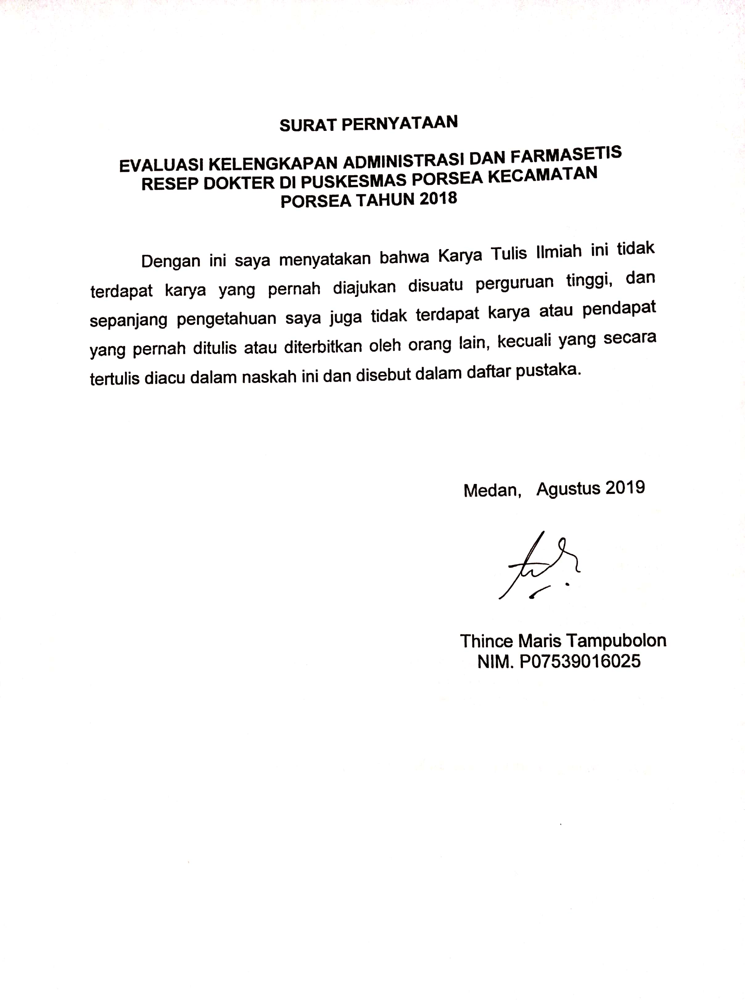 SURAT PERNYATAAN
EVALUASI KELENGKAPAN ADMINISTRASI DAN FARMASETIS
RESEP DOKTER DI PUSKESMAS PORSEA KECAMATAN
PORSEA TAHUN 2018
Dengan ini saya menyatakan bahwa Karya Tulis Ilmiah ini tidak
terdapat karya yang pernah diajukan disuatu perguruan tinggi, dan
sepanjang pengetahuan saya juga tidak terdapat karya atau pendapat
yang pernah ditulis atau diterbitkan oleh orang lain, kecuali yang secara
tertulis diacu dalam naskah ini dan disebut dalam daftar pustaka.
Medan, Agustus 2019
Thince Maris Tampubolon
NIM. P07539016025